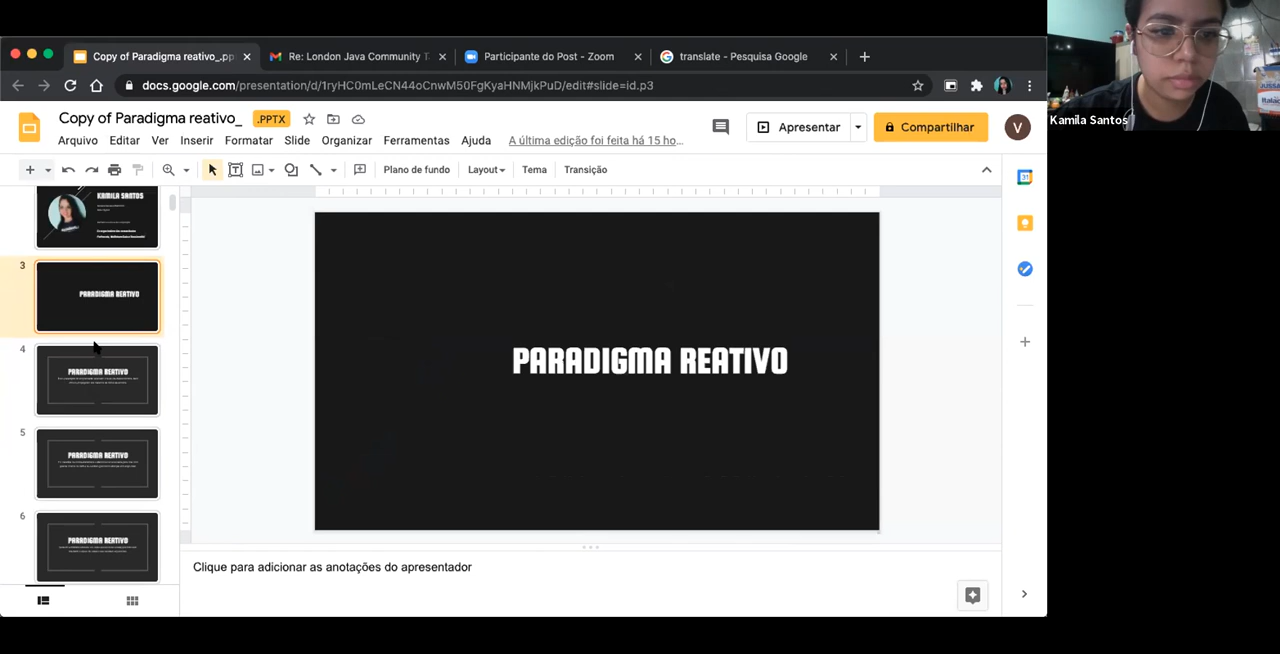 Copy of Paradigma reativo_.pp
Re: London Java Community T
Participante do Post - Zoom
translate - Pesquisa Google
docs.google.com/presentation/d/1ryHC0mLeCN44oCnwM50FgKyaHNMjkPuD/edit#slide=id.p3
Copy of Paradigma reativo_
.PPTX
Arquivo
Editar
Ver
Inserir
Formatar
Slide
Organizar
Ferramentas
Ajuda
A última edição foi feita há 15 ho...
Apresentar
Compartilhar
V
Plano de fundo
Layout
Tema
Transição
31
KAMILA SANTOS
3
PARADIGMA REATIVO
4
PARADIGMA REATIVO
5
PARADIGMA REATIVO
6
PARADIGMA REATIVO
PARADIGMA REATIVO
Clique para adicionar as anotações do apresentador
Kamila Santos